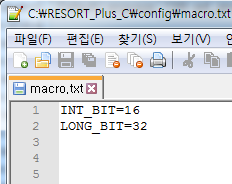 C:₩RESORT_Plus_C₩config₩macro.txt
파일(F) 편집(E) 찾기(S) 보기(V)
macro.txt
1 INT_BIT=16
2 LONG_BIT=32
3
4
5